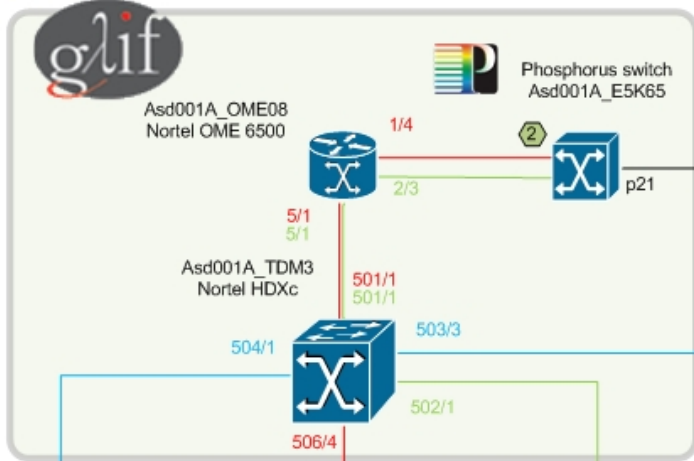 gλif
P
Phosphorus switch
Asd001A_E5K65
Asd001A_OME08
Nortel OME 6500
1/4
2
2/3
p21
5/1
5/1
Asd001A_TDM3
Nortel HDXc
501/1
501/1
503/3
504/1
502/1
506/4